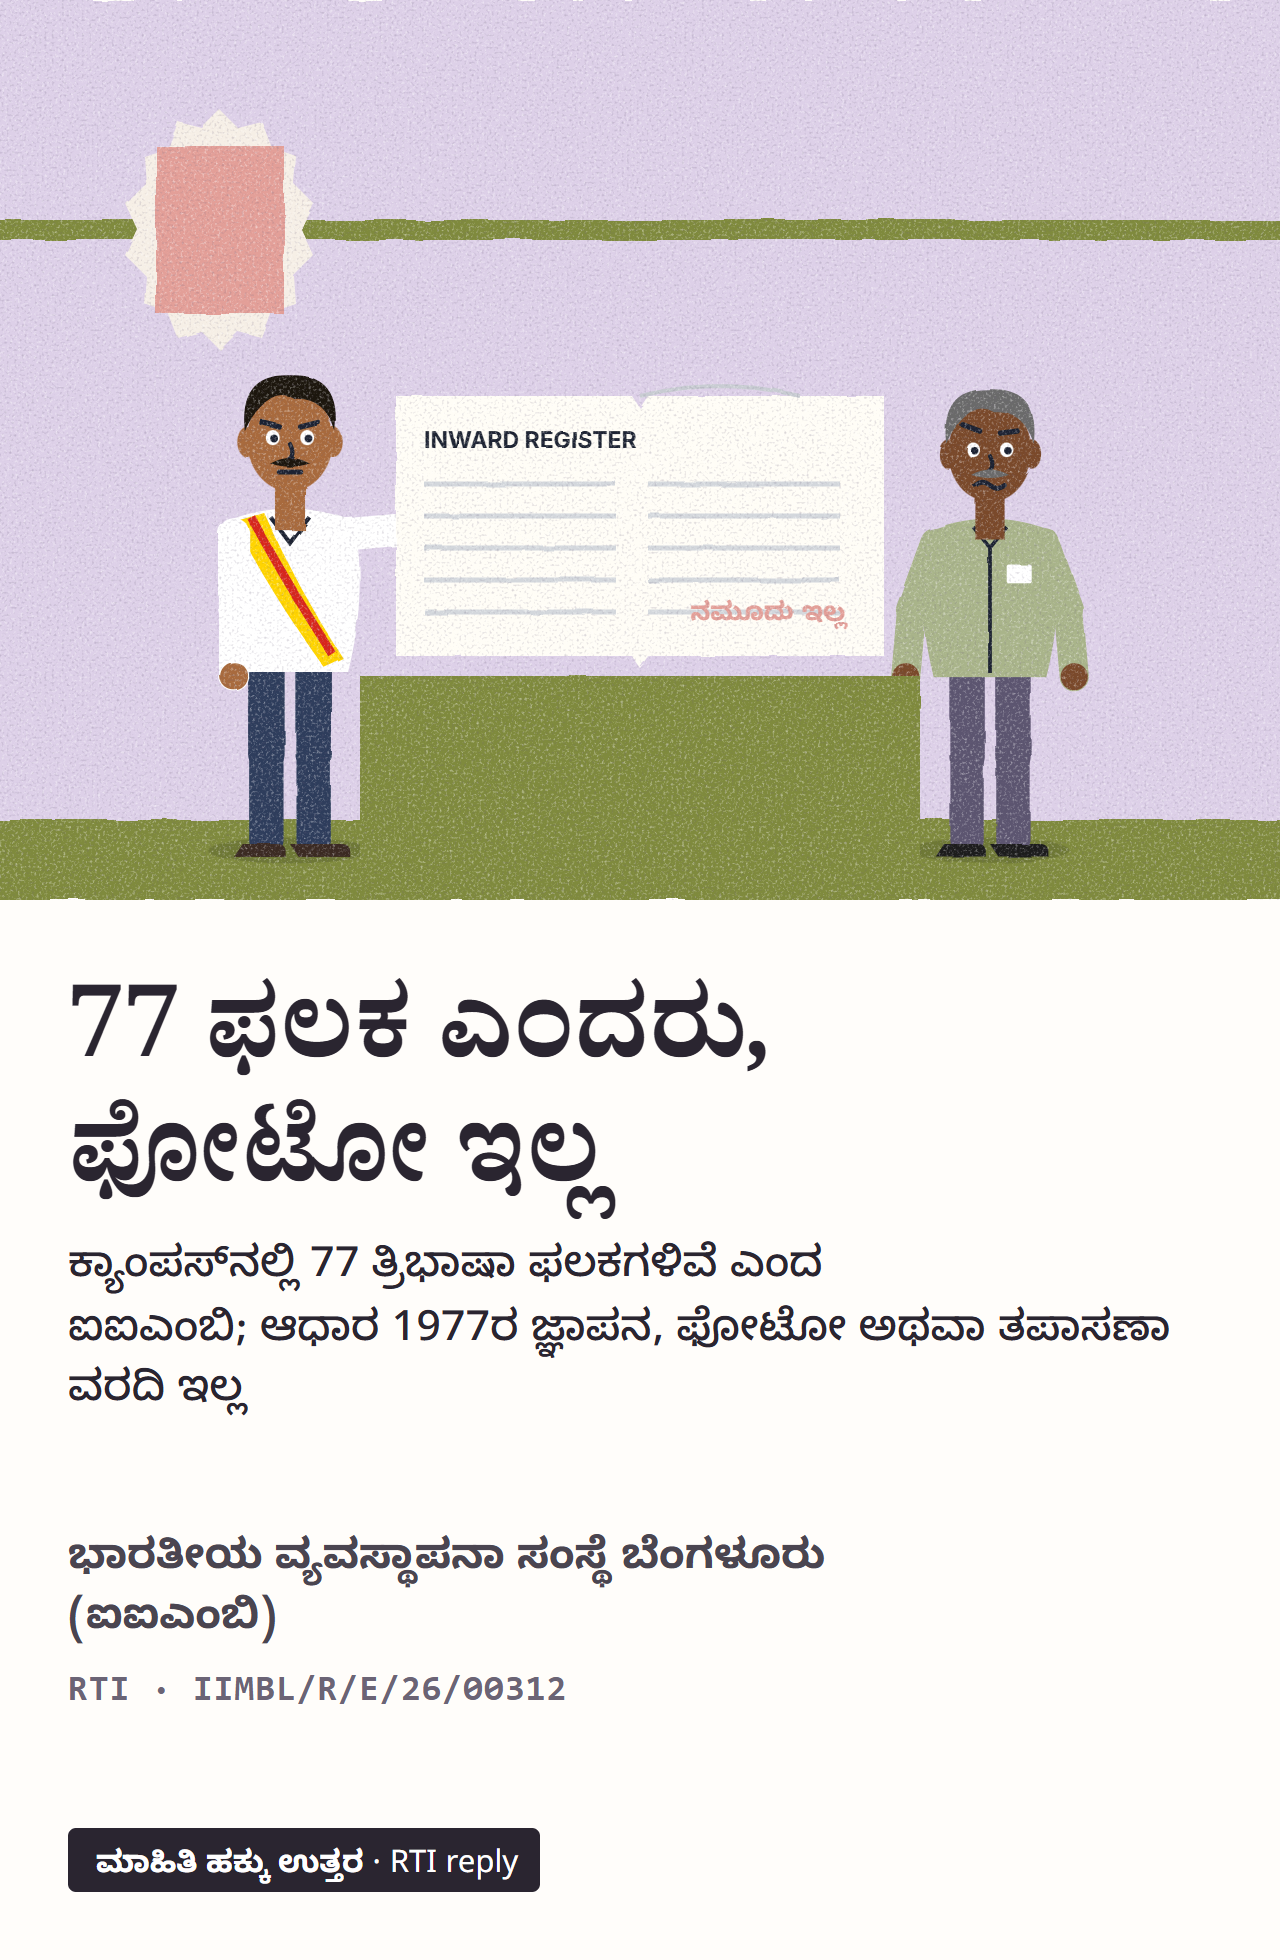 INWARD REGISTER
ನಮೂದು ಇಲ್ಲ
77 ಫಲಕ ಎಂದರು,
ಫೋಟೋ ಇಲ್ಲ
ಕ್ಯಾಂಪಸ್‌ನಲ್ಲಿ 77 ತ್ರಿಭಾಷಾ ಫಲಕಗಳಿವೆ ಎಂದ
ಐಐಎಂಬಿ; ಆಧಾರ 1977ರ ಜ್ಞಾಪನ, ಫೋಟೋ ಅಥವಾ ತಪಾಸಣಾ
ವರದಿ ಇಲ್ಲ
ಭಾರತೀಯ ವ್ಯವಸ್ಥಾಪನಾ ಸಂಸ್ಥೆ ಬೆಂಗಳೂರು
(ಐಐಎಂಬಿ)
RTI · IIMBL/R/E/26/00312
ಮಾಹಿತಿ ಹಕ್ಕು ಉತ್ತರ · RTI reply